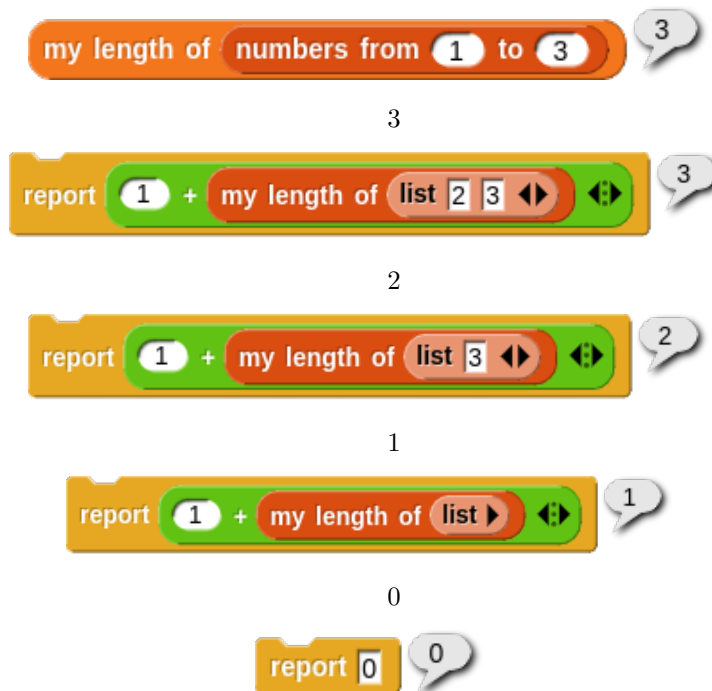 my length of numbers from 1 to 3 3
3
report 1 + my length of list 2 3 3
2
report 1 + my length of list 3 2
1
report 1 + my length of list 1
0
report 0 0